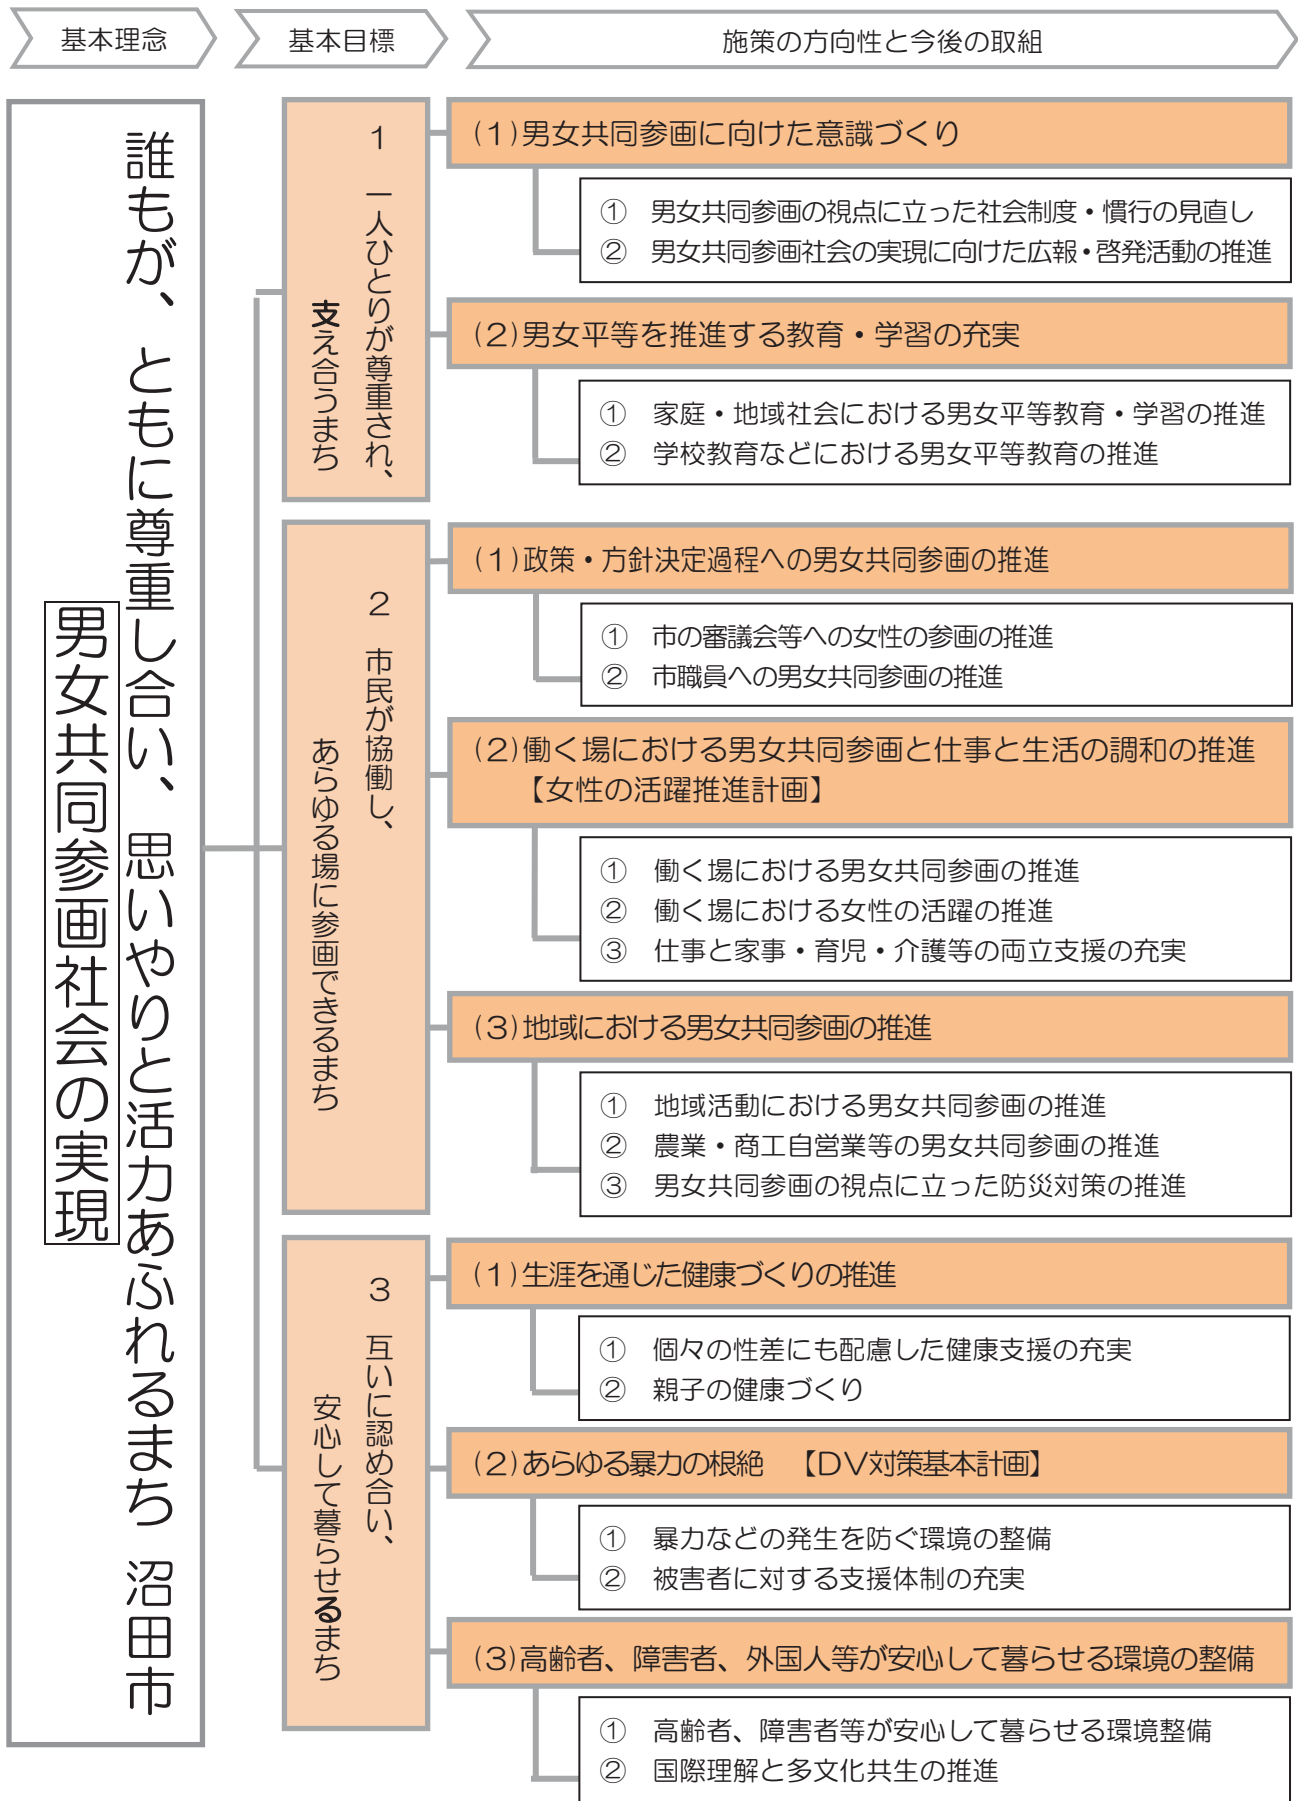 基本理念
基本目標
施策の方向性と今後の取組
誰もが、ともに尊重し合い、思いやりと活力あふれるまち 沼田市
男女共同参画社会の実現
1 一人ひとりが尊重され、
支え合うまち
(1)男女共同参画に向けた意識づくり
① 男女共同参画の視点に立った社会制度・慣行の見直し
② 男女共同参画社会の実現に向けた広報・啓発活動の推進
(2)男女平等を推進する教育・学習の充実
① 家庭・地域社会における男女平等教育・学習の推進
② 学校教育などにおける男女平等教育の推進
2 市民が協働し、
あらゆる場に参画できるまち
(1)政策・方針決定過程への男女共同参画の推進
① 市の審議会等への女性の参画の推進
② 市職員への男女共同参画の推進
(2)働く場における男女共同参画と仕事と生活の調和の推進
【女性の活躍推進計画】
① 働く場における男女共同参画の推進
② 働く場における女性の活躍の推進
③ 仕事と家事・育児・介護等の両立支援の充実
(3)地域における男女共同参画の推進
① 地域活動における男女共同参画の推進
② 農業・商工自営業等の男女共同参画の推進
③ 男女共同参画の視点に立った防災対策の推進
3 互いに認め合い、
安心して暮らせるまち
(1)生涯を通じた健康づくりの推進
① 個々の性差にも配慮した健康支援の充実
② 親子の健康づくり
(2)あらゆる暴力の根絶 【DV対策基本計画】
① 暴力などの発生を防ぐ環境の整備
② 被害者に対する支援体制の充実
(3)高齢者、障害者、外国人等が安心して暮らせる環境の整備
① 高齢者、障害者等が安心して暮らせる環境整備
② 国際理解と多文化共生の推進